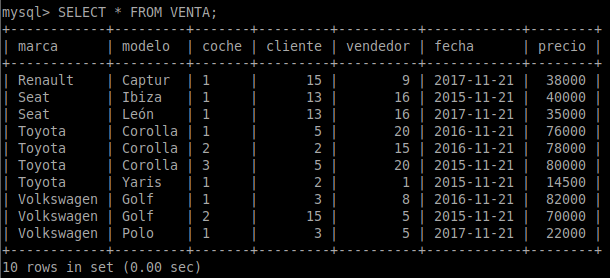 mysql> SELECT * FROM VENTA;
+------------+---------+-------+---------+----------+------------+--------+
| marca      | modelo  | coche | cliente | vendedor | fecha      | precio |
+------------+---------+-------+---------+----------+------------+--------+
| Renault    | Captur  | 1     |      15 |        9 | 2017-11-21 |  38000 |
| Seat       | Ibiza   | 1     |      13 |       16 | 2015-11-21 |  40000 |
| Seat       | León    | 1     |      13 |       16 | 2017-11-21 |  35000 |
| Toyota     | Corolla | 1     |       5 |       20 | 2016-11-21 |  76000 |
| Toyota     | Corolla | 2     |       2 |       15 | 2016-11-21 |  78000 |
| Toyota     | Corolla | 3     |       5 |       20 | 2015-11-21 |  80000 |
| Toyota     | Yaris   | 1     |       2 |        1 | 2015-11-21 |  14500 |
| Volkswagen | Golf    | 1     |       3 |        8 | 2016-11-21 |  82000 |
| Volkswagen | Golf    | 2     |      15 |        5 | 2015-11-21 |  70000 |
| Volkswagen | Polo    | 1     |       3 |        5 | 2017-11-21 |  22000 |
+------------+---------+-------+---------+----------+------------+--------+
10 rows in set (0.00 sec)